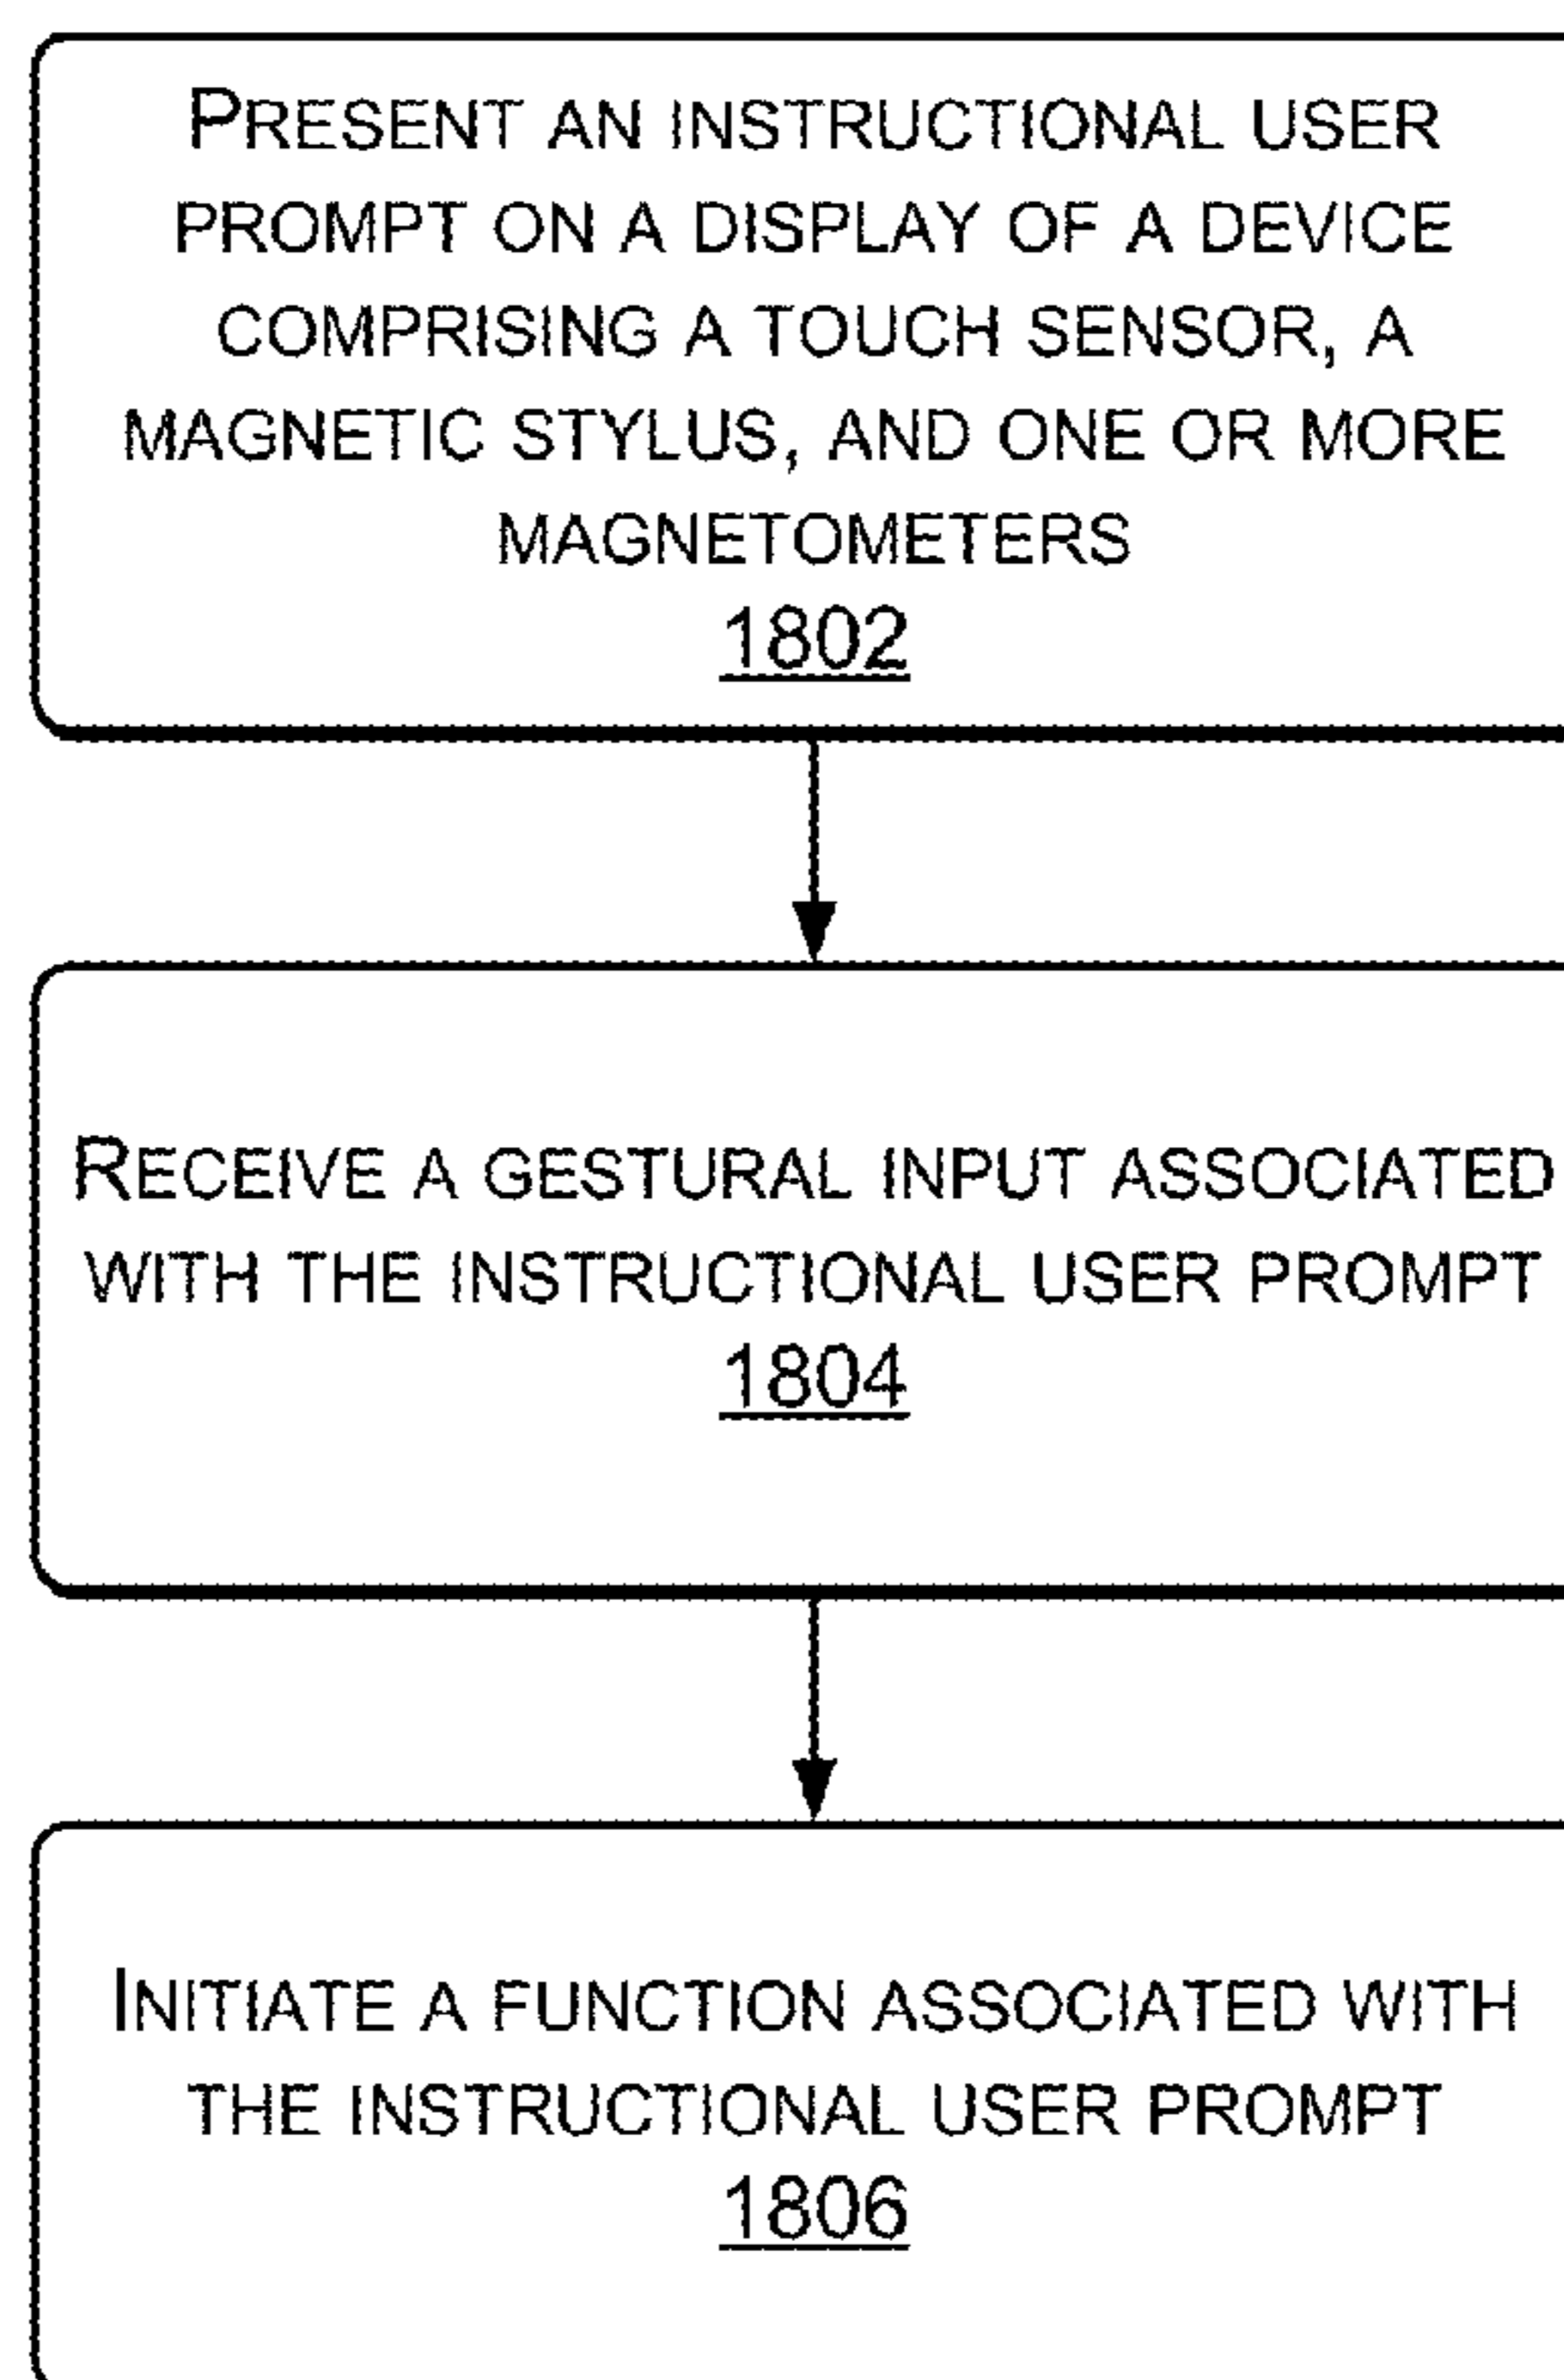 PRESENT AN INSTRUCTIONAL USER
PROMPT ON A DISPLAY OF A DEVICE
COMPRISING A TOUCH SENSOR, A
MAGNETIC STYLUS, AND ONE OR MORE
MAGNETOMETERS
1802
RECEIVE A GESTURAL INPUT ASSOCIATED
WITH THE INSTRUCTIONAL USER PROMPT
1804
INITIATE A FUNCTION ASSOCIATED WITH
THE INSTRUCTIONAL USER PROMPT
1806